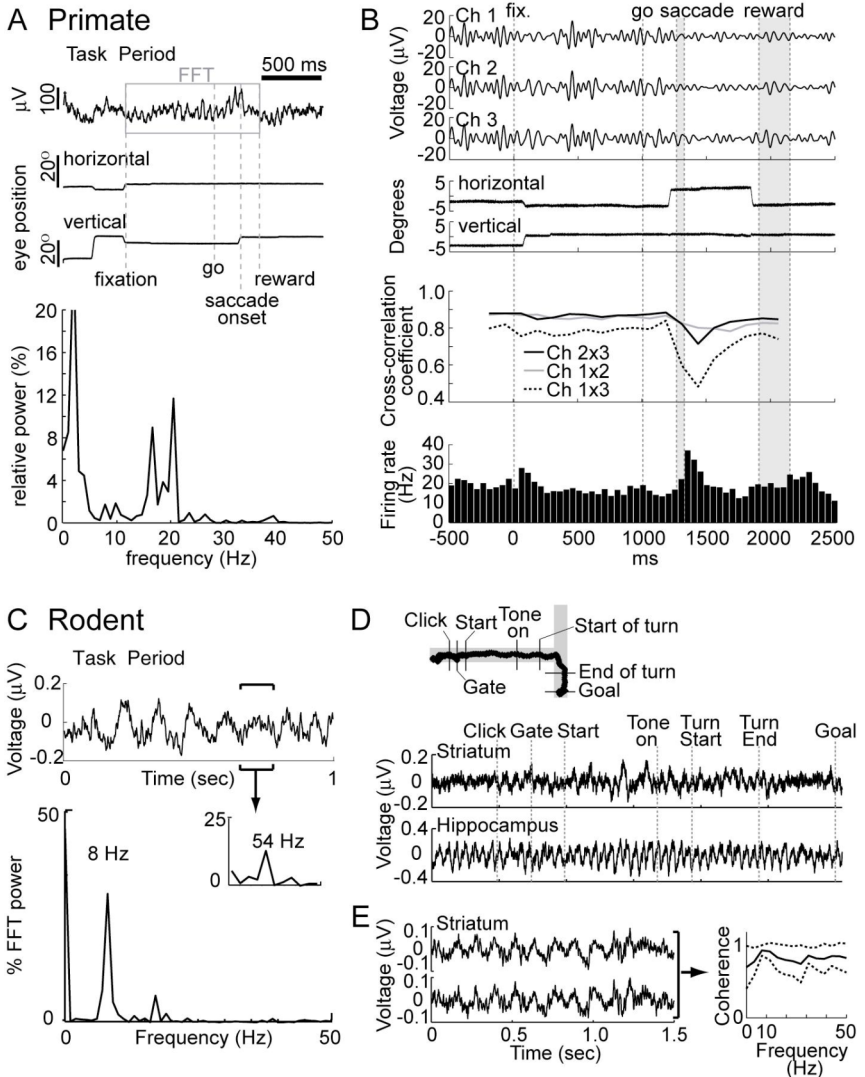 A Primate
Task Period
FFT
500 ms
μV
100
horizontal
20°
vertical
20°
eye position
fixation
go
saccade
onset
reward
relative power (%)
20
16
12
8
4
0
0 10 20 30 40 50
frequency (Hz)
B
fix. go saccade reward
Voltage (μV)
20
0
-20
Ch 1
20
0
-20
Ch 2
20
0
-20
Ch 3
Degrees
5
-5
horizontal
5
-5
vertical
Cross-correlation
coefficient
1.0
0.8
0.6
0.4
Ch 2x3
Ch 1x2
Ch 1x3
Firing rate
(Hz)
40
30
20
10
0
-500 0 500 1000 1500 2000 2500
ms
C Rodent
Task Period
Voltage (μV)
0.2
0
-0.2
0 Time (sec) 1
% FFT power
50
0
8 Hz
25
0
54 Hz
0 Frequency (Hz) 50
D
Click Start Tone
on
Start of turn
Gate
End of turn
Goal
Click Gate Start Tone
on
Turn
Start
Turn
End
Goal
Voltage (μV)
Striatum
0.2
0
-0.2
Hippocampus
0.4
0
-0.4
E
Striatum
Voltage (μV)
0.1
0
-0.1
0.1
0
-0.1
0 0.5 1.0 1.5
Time (sec)
Coherence
1
0
0 10 50
Frequency
(Hz)